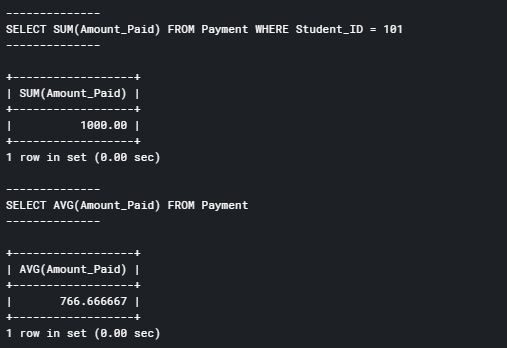 --------------
SELECT SUM(Amount_Paid) FROM Payment WHERE Student_ID = 101
--------------

+------------------+
| SUM(Amount_Paid) |
+------------------+
|          1000.00 |
+------------------+
1 row in set (0.00 sec)

--------------
SELECT AVG(Amount_Paid) FROM Payment
--------------

+------------------+
| AVG(Amount_Paid) |
+------------------+
|       766.666667 |
+------------------+
1 row in set (0.00 sec)